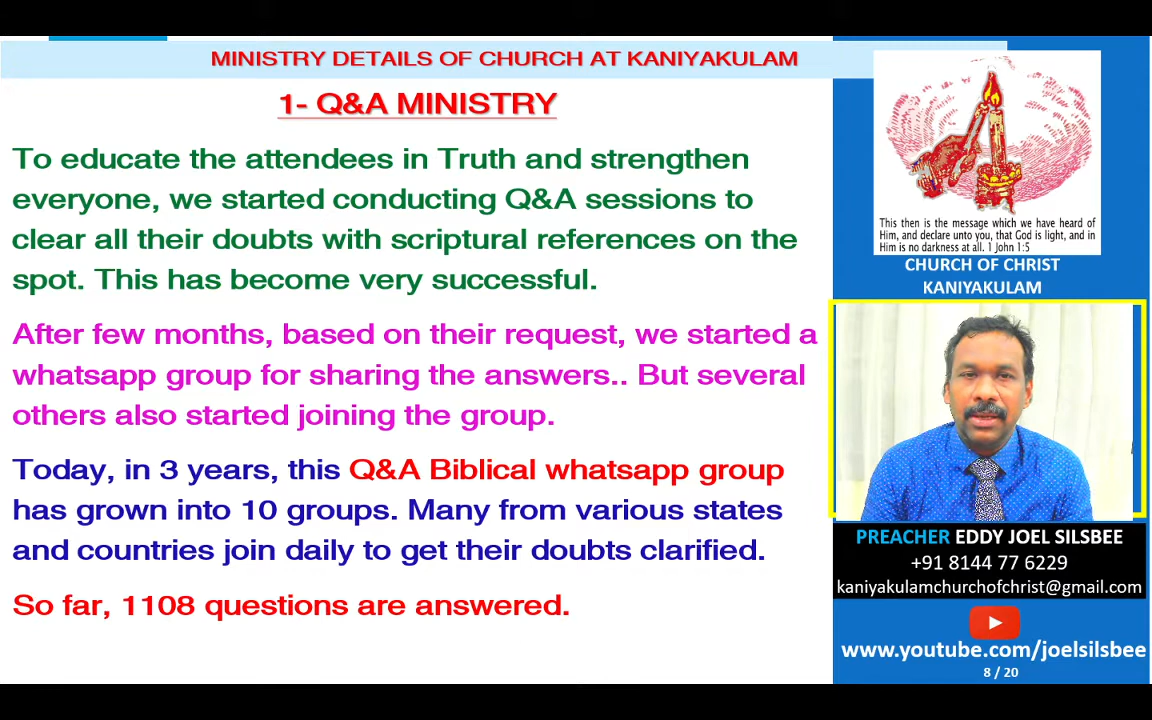 MINISTRY DETAILS OF CHURCH AT KANIYAKULAM
1- Q&A MINISTRY
To educate the attendees in Truth and strengthen
everyone, we started conducting Q&A sessions to
clear all their doubts with scriptural references on the
spot. This has become very successful.
After few months, based on their request, we started a
whatsapp group for sharing the answers.. But several
others also started joining the group.
Today, in 3 years, this Q&A Biblical whatsapp group
has grown into 10 groups. Many from various states
and countries join daily to get their doubts clarified.
So far, 1108 questions are answered.
This then is the message which we have heard of
Him, and declare unto you, that God is light, and in
Him is no darkness at all. 1 John 1:5
CHURCH OF CHRIST
KANIYAKULAM
PREACHER EDDY JOEL SILSBEE
+91 8144 77 6229
kaniyakulamchurchofchrist@gmail.com
www.youtube.com/joelsilsbee
8 / 20